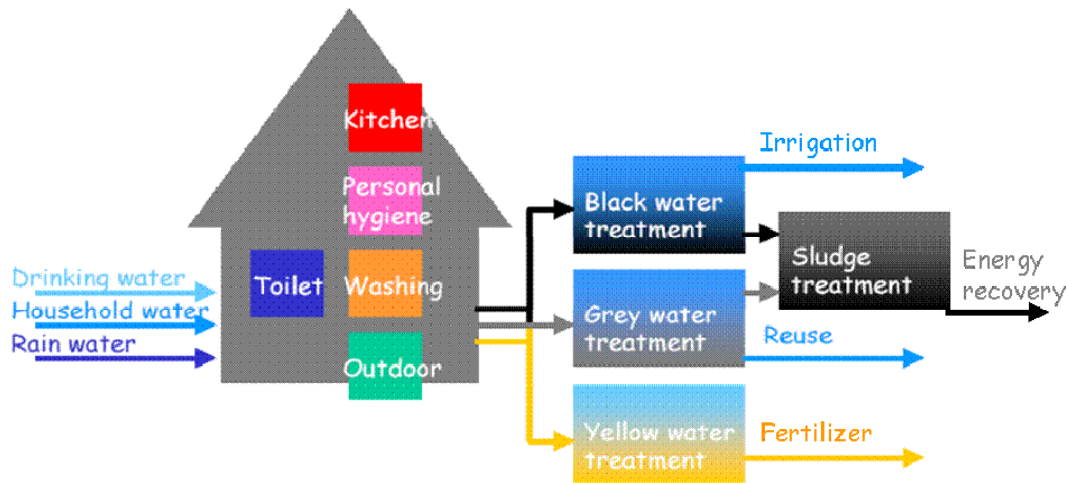 Kitchen
Personal
hygiene
Toilet
Washing
Outdoor
Drinking water
Household water
Rain water
Black water
treatment
Irrigation
Grey water
treatment
Reuse
Yellow water
treatment
Fertilizer
Sludge
treatment
Energy
recovery